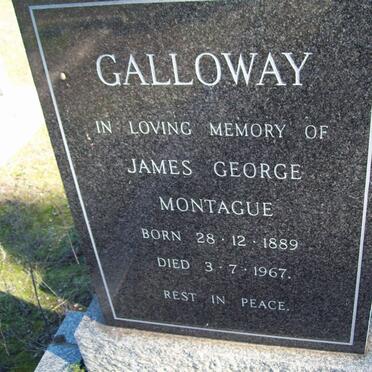 GALLOWAY
IN LOVING MEMORY OF
JAMES GEORGE
MONTAGUE
BORN 28·12·1889
DIED 3·7·1967.
REST IN PEACE.